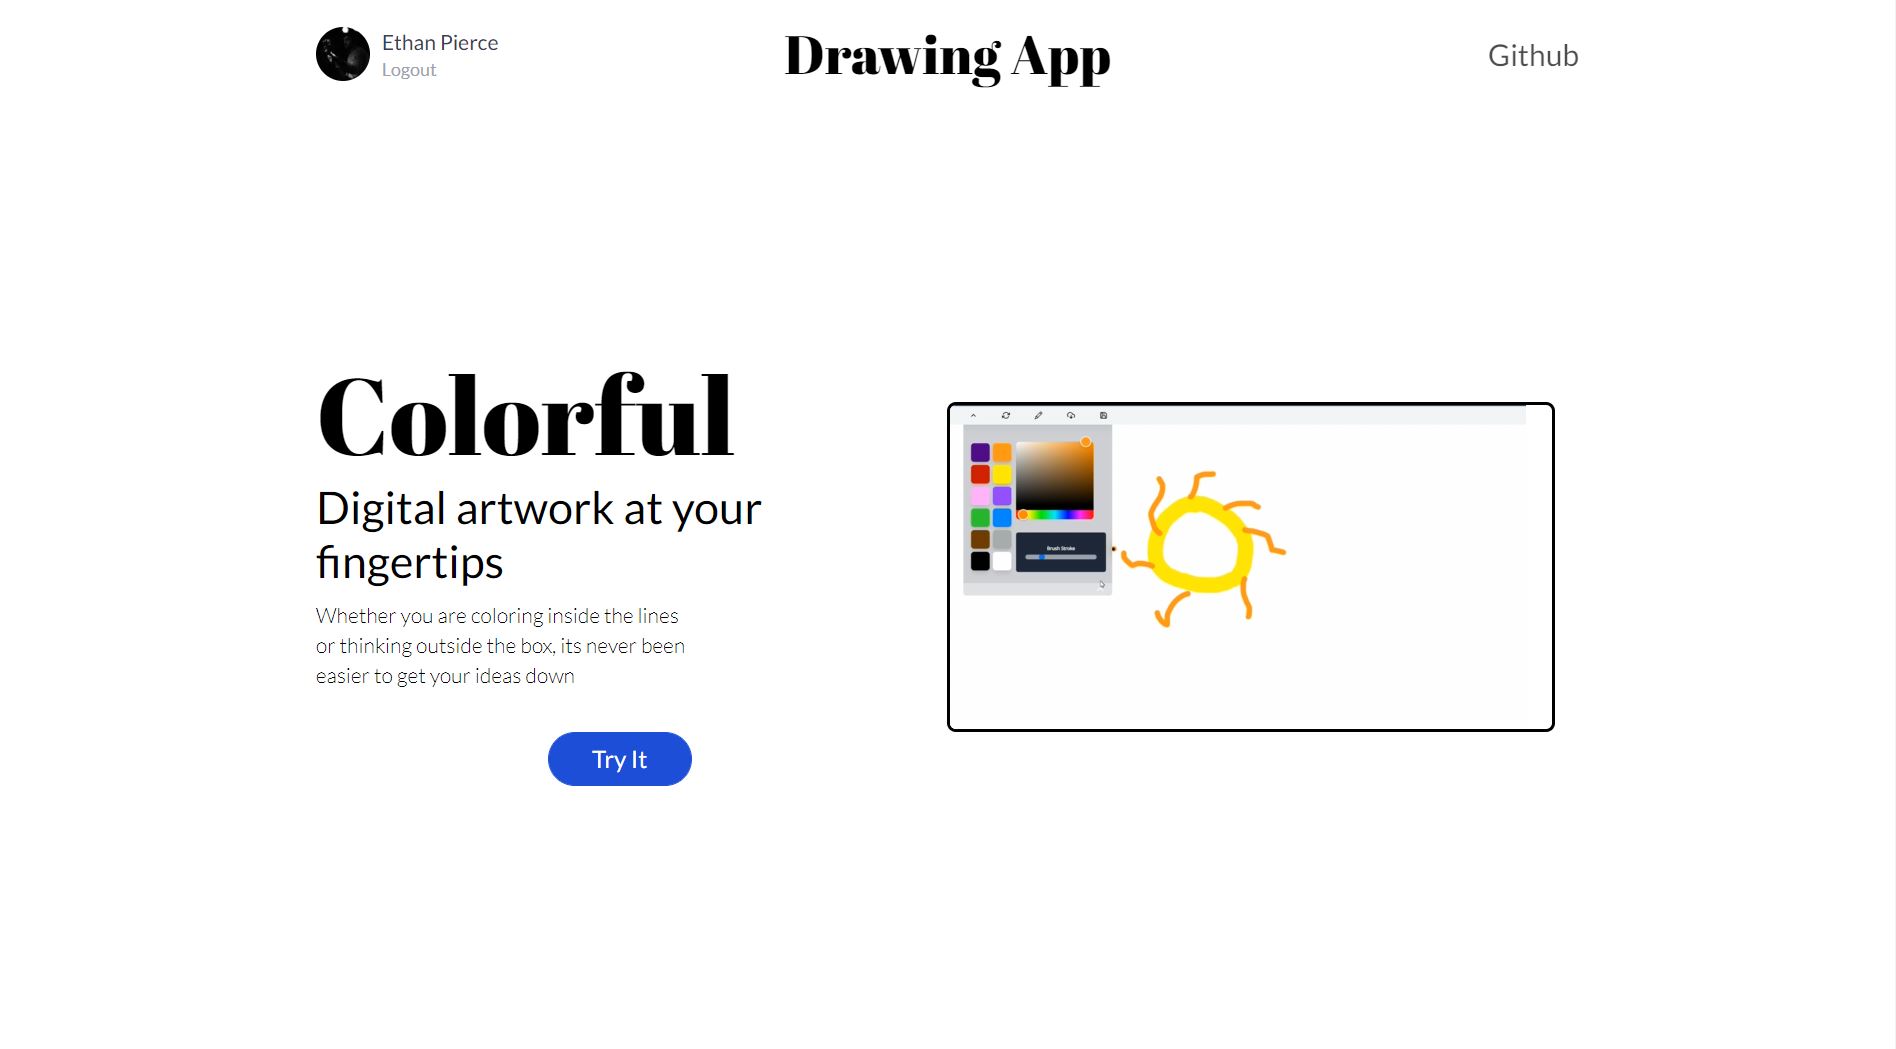 Ethan Pierce
Logout
Drawing App
Github
Colorful
Digital artwork at your
fingertips
Whether you are coloring inside the lines
or thinking outside the box, its never been
easier to get your ideas down
Try It
Brush Stroke